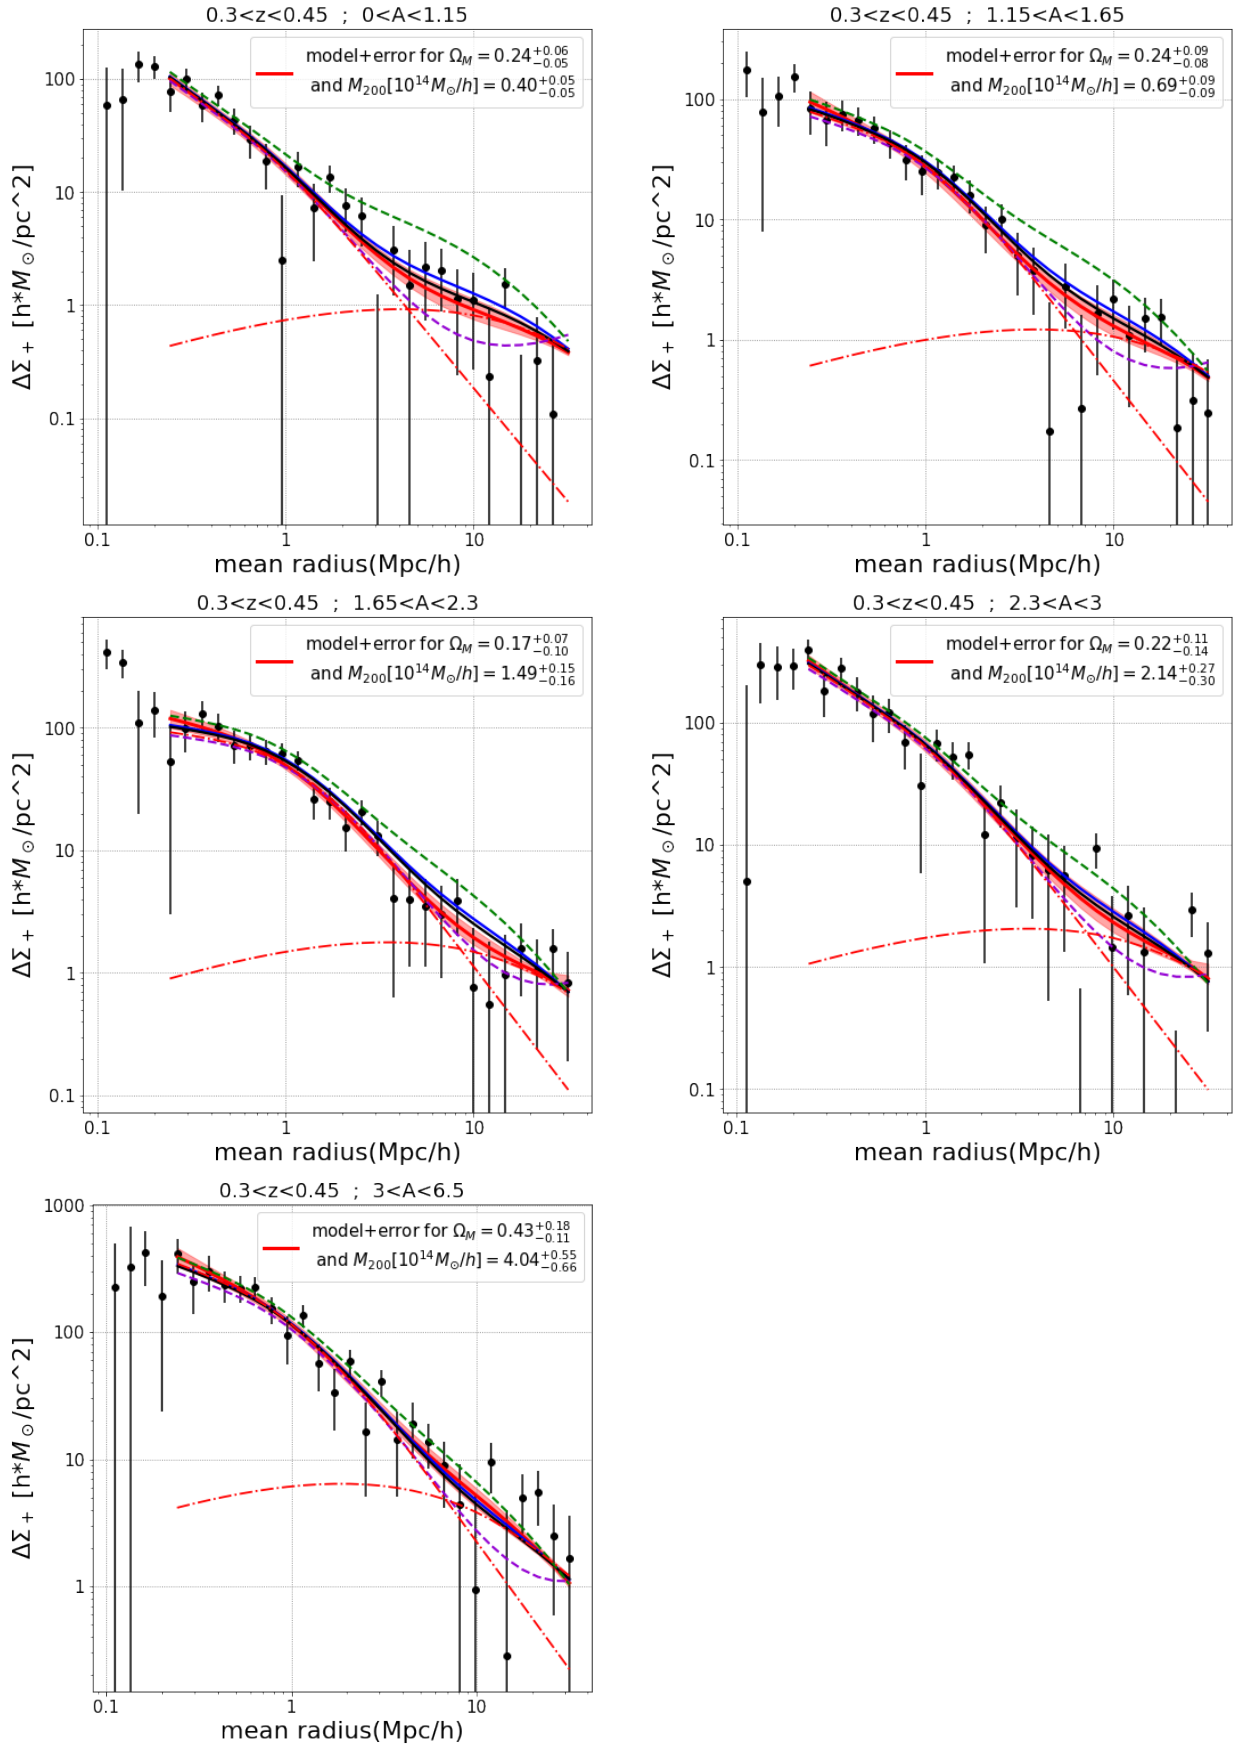 0.3<z<0.45 ; 0<A<1.15
model+error for Ω_M = 0.24^{+0.06}_{-0.05}
and M_{200}[10^{14}M_⊙/h] = 0.40^{+0.05}_{-0.05}
100
10
1
0.1
ΔΣ_+ [h*M_⊙/pc^2]
0.1 1 10
mean radius(Mpc/h)
0.3<z<0.45 ; 1.15<A<1.65
model+error for Ω_M = 0.24^{+0.09}_{-0.08}
and M_{200}[10^{14}M_⊙/h] = 0.69^{+0.09}_{-0.09}
100
10
1
0.1
ΔΣ_+ [h*M_⊙/pc^2]
0.1 1 10
mean radius(Mpc/h)
0.3<z<0.45 ; 1.65<A<2.3
model+error for Ω_M = 0.17^{+0.07}_{-0.10}
and M_{200}[10^{14}M_⊙/h] = 1.49^{+0.15}_{-0.16}
100
10
1
0.1
ΔΣ_+ [h*M_⊙/pc^2]
0.1 1 10
mean radius(Mpc/h)
0.3<z<0.45 ; 2.3<A<3
model+error for Ω_M = 0.22^{+0.11}_{-0.14}
and M_{200}[10^{14}M_⊙/h] = 2.14^{+0.27}_{-0.30}
100
10
1
0.1
ΔΣ_+ [h*M_⊙/pc^2]
0.1 1 10
mean radius(Mpc/h)
0.3<z<0.45 ; 3<A<6.5
model+error for Ω_M = 0.43^{+0.18}_{-0.11}
and M_{200}[10^{14}M_⊙/h] = 4.04^{+0.55}_{-0.66}
1000
100
10
1
ΔΣ_+ [h*M_⊙/pc^2]
0.1 1 10
mean radius(Mpc/h)